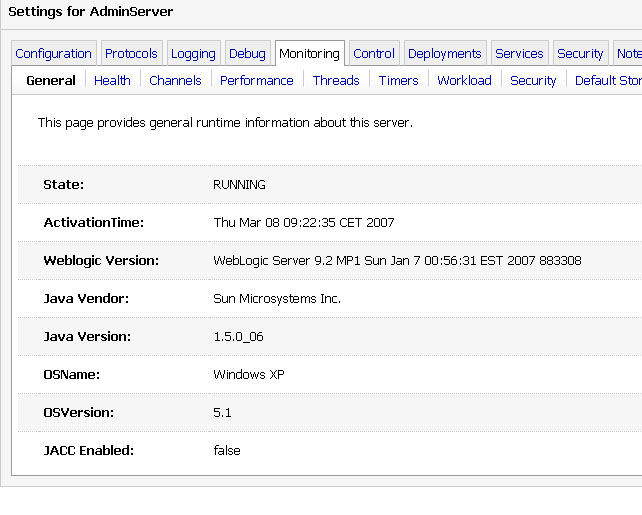 Settings for AdminServer
Configuration Protocols Logging Debug Monitoring Control Deployments Services Security Note
General Health Channels Performance Threads Timers Workload Security Default Stor
This page provides general runtime information about this server.
State: RUNNING
ActivationTime: Thu Mar 08 09:22:35 CET 2007
Weblogic Version: WebLogic Server 9.2 MP1 Sun Jan 7 00:56:31 EST 2007 883308
Java Vendor: Sun Microsystems Inc.
Java Version: 1.5.0_06
OSName: Windows XP
OSVersion: 5.1
JACC Enabled: false